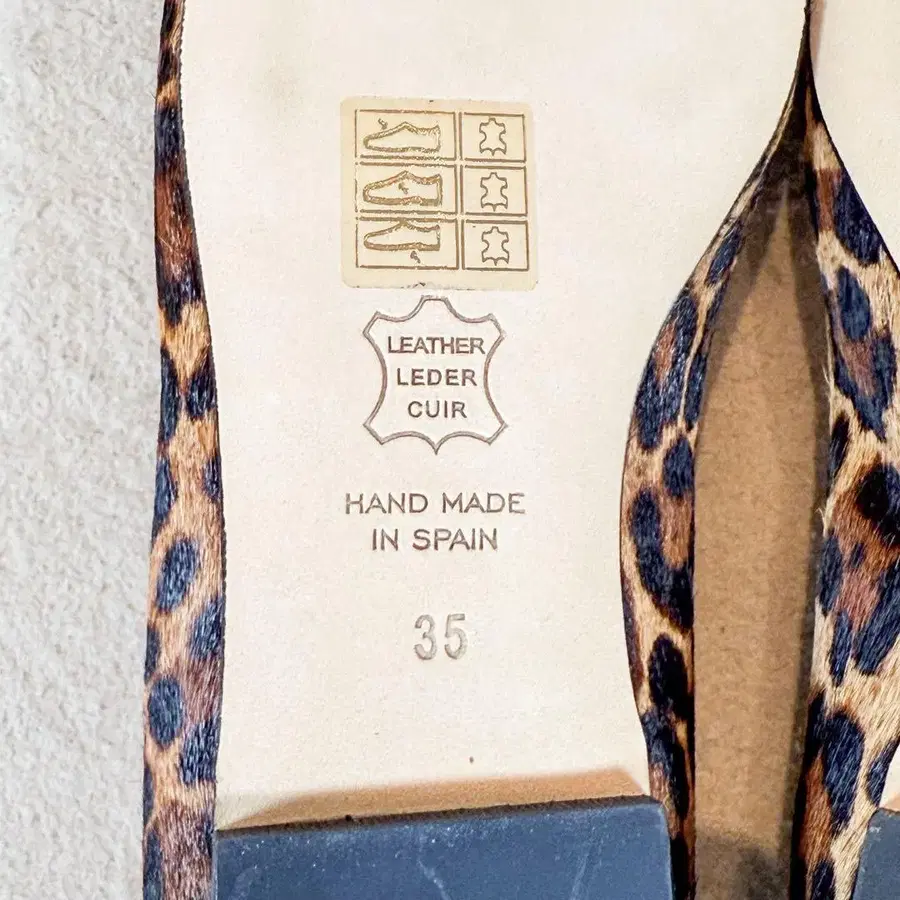 LEATHER
LEDER
CUIR
HAND MADE
IN SPAIN
35